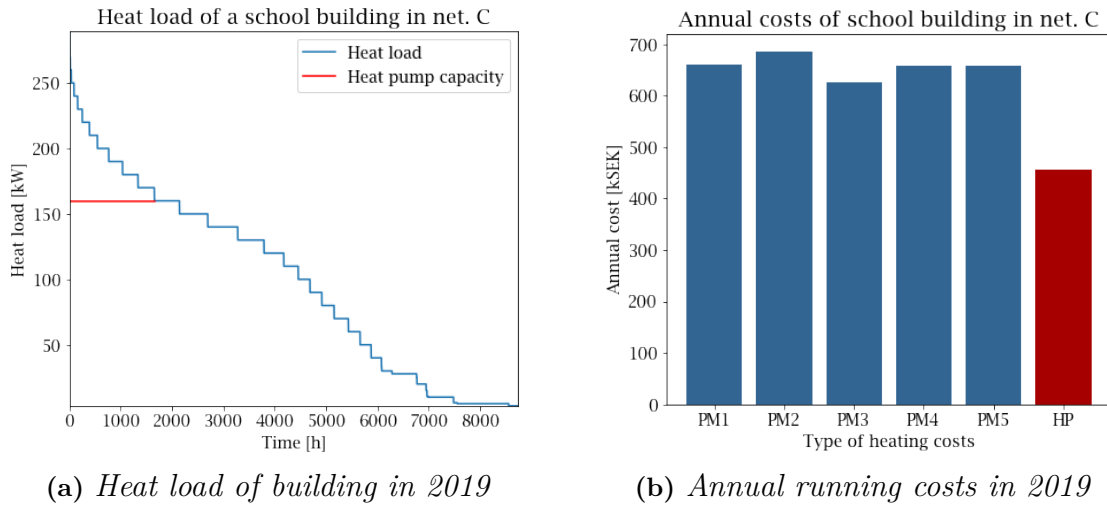 Heat load of a school building in net. C
Heat load
Heat pump capacity
250
200
150
100
50
Heat load [kW]
0 1000 2000 3000 4000 5000 6000 7000 8000
Time [h]
(a) Heat load of building in 2019
Annual costs of school building in net. C
700
600
500
400
300
200
100
0
Annual cost [kSEK]
PM1 PM2 PM3 PM4 PM5 HP
Type of heating costs
(b) Annual running costs in 2019